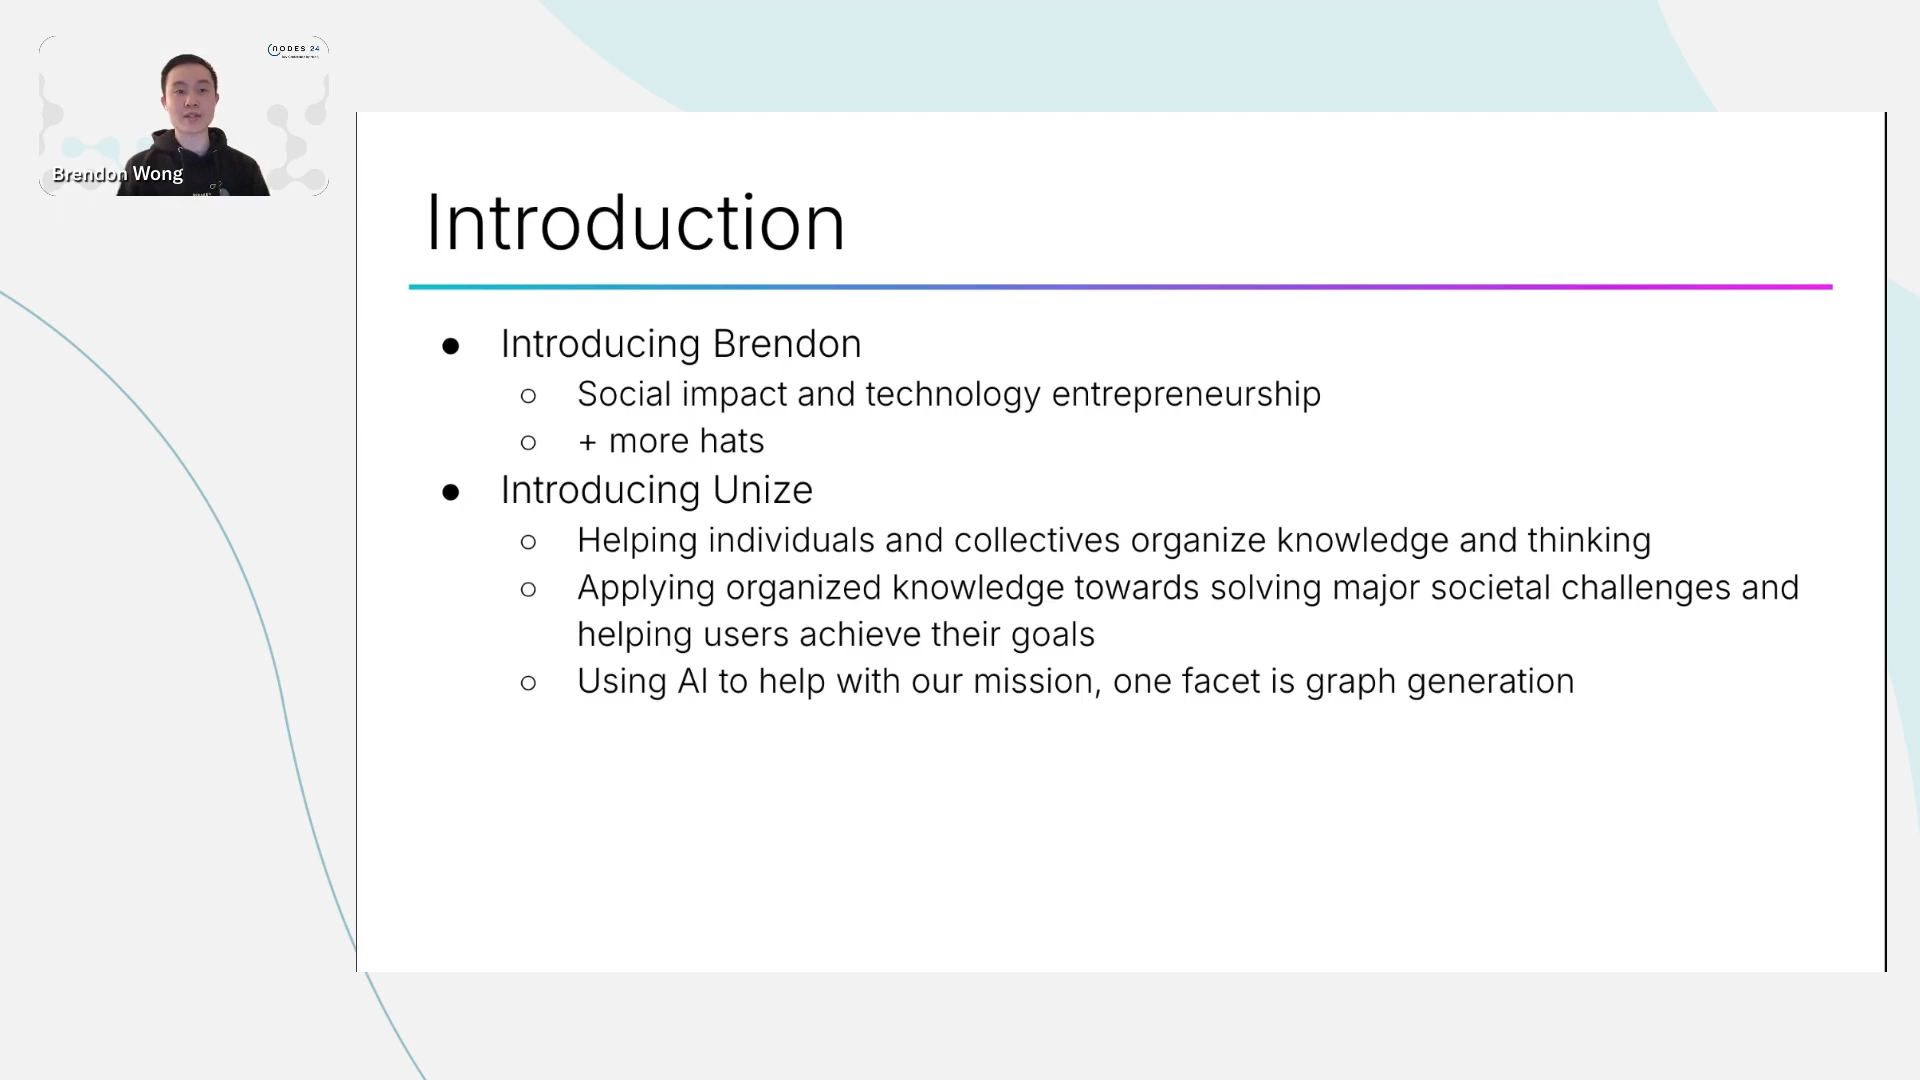 NODES 24
Brendon Wong
Introduction
● Introducing Brendon
○ Social impact and technology entrepreneurship
○ + more hats
● Introducing Unize
○ Helping individuals and collectives organize knowledge and thinking
○ Applying organized knowledge towards solving major societal challenges and
helping users achieve their goals
○ Using AI to help with our mission, one facet is graph generation